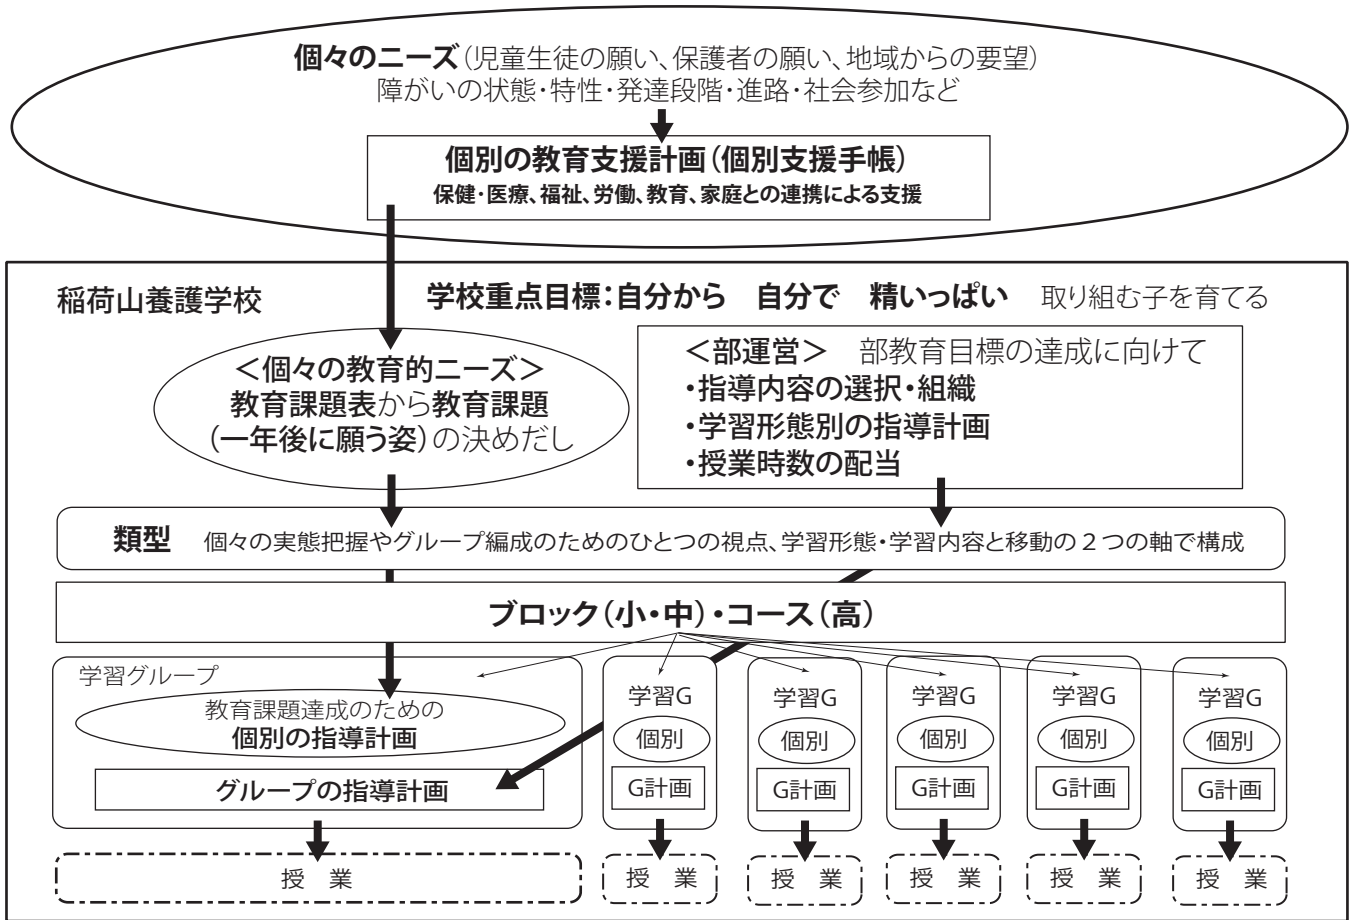 個々のニーズ(児童生徒の願い、保護者の願い、地域からの要望)
障がいの状態・特性・発達段階・進路・社会参加など
個別の教育支援計画(個別支援手帳)
保健・医療、福祉、労働、教育、家庭との連携による支援
稲荷山養護学校
学校重点目標:自分から 自分で 精いっぱい 取り組む子を育てる
<個々の教育的ニーズ>
教育課題表から教育課題
(一年後に願う姿)の決めだし
<部運営> 部教育目標の達成に向けて
・指導内容の選択・組織
・学習形態別の指導計画
・授業時数の配当
類型 個々の実態把握やグループ編成のためのひとつの視点、学習形態・学習内容と移動の2つの軸で構成
ブロック(小・中)・コース(高)
学習グループ
教育課題達成のための
個別の指導計画
グループの指導計画
授 業
学習G
個別
G計画
授 業
学習G
個別
G計画
授 業
学習G
個別
G計画
授 業
学習G
個別
G計画
授 業
学習G
個別
G計画
授 業